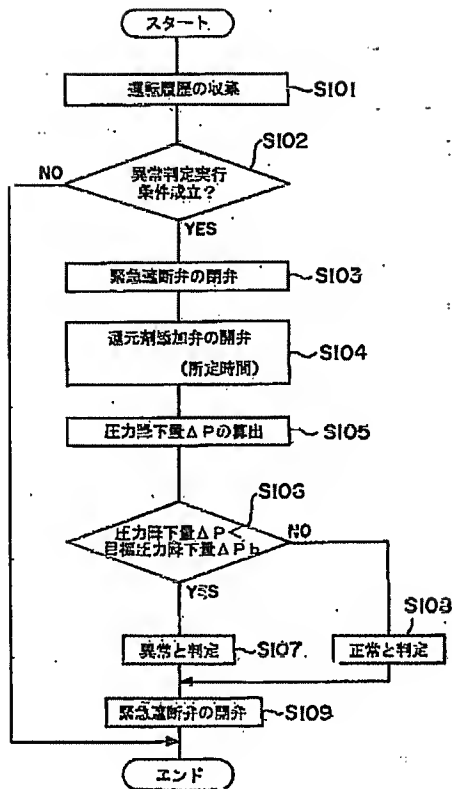 スタート
運転履歴の収集
S101
S102
NO
異常判定実行
条件成立?
YES
緊急遮断弁の閉弁
S103
還元剤添加弁の開弁
(所定時間)
S104
圧力降下量ΔPの算出
S105
S106
圧力降下量ΔP<
目標圧力降下量ΔPb
NO
YES
S108
異常と判定
S107
正常と判定
緊急遮断弁の開弁
S109
エンド